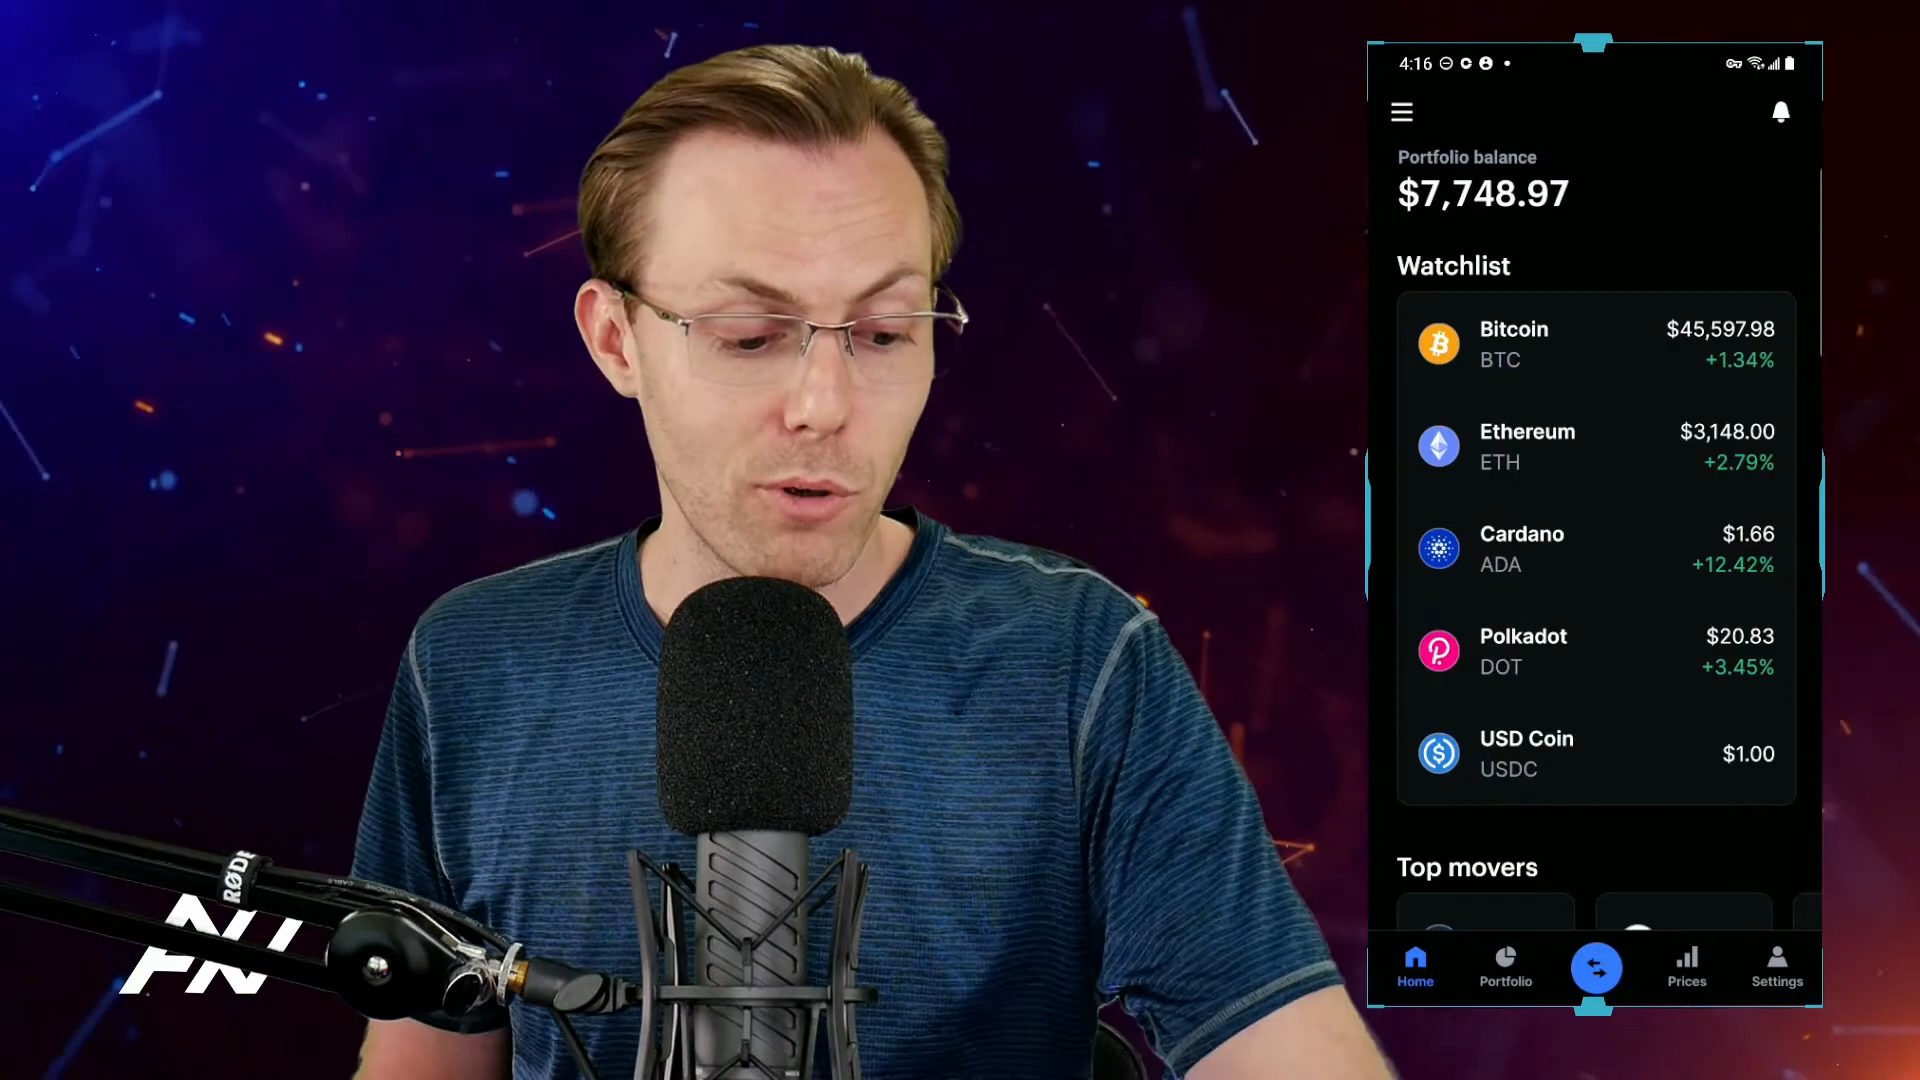 4:16
Portfolio balance
$7,748.97
Watchlist
Bitcoin
$45,597.98
BTC
+1.34%
Ethereum
$3,148.00
ETH
+2.79%
Cardano
$1.66
ADA
+12.42%
Polkadot
$20.83
DOT
+3.45%
USD Coin
$1.00
USDC
Top movers
Home
Portfolio
Prices
Settings
RØDE